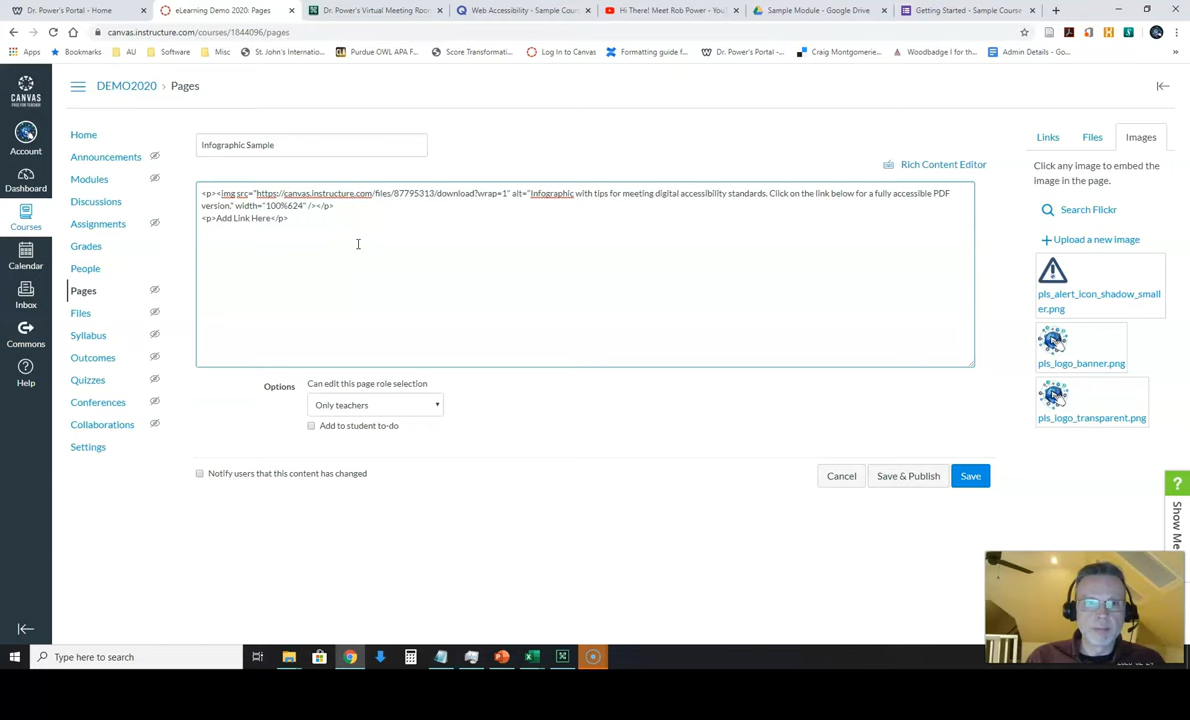 Dr. Power's Portal - Home
eLearning Demo 2020: Pages
Dr. Power's Virtual Meeting Roo
Web Accessibility - Sample Cour
Hi There! Meet Rob Power - You
Sample Module - Google Drive
Getting Started - Sample Course
canvas.instructure.com/courses/1844096/pages
Apps
Bookmarks
AU
Software
Misc
St. John's Internatio...
Purdue OWL APA F...
Score Transformati...
Log In to Canvas
Formatting guide f...
Dr. Power's Portal -...
Craig Montgomerie...
Woodbadge I for th...
Admin Details - Go...
»
CANVAS
FREE FOR TEACHER
Account
Dashboard
Courses
Calendar
Inbox
Commons
Help
DEMO2020 › Pages
Home
Announcements
Modules
Discussions
Assignments
Grades
People
Pages
Files
Syllabus
Outcomes
Quizzes
Conferences
Collaborations
Settings
Infographic Sample
Rich Content Editor
<p><img src="https://canvas.instructure.com/files/87795313/download?wrap=1" alt="Infographic with tips for meeting digital accessibility standards. Click on the link below for a fully accessible PDF
version." width="100%624" /></p>
<p>Add Link Here</p>
Options
Can edit this page role selection
Only teachers
Add to student to-do
Notify users that this content has changed
Cancel
Save & Publish
Save
Links
Files
Images
Click any image to embed the
image in the page.
Search Flickr
Upload a new image
pls_alert_icon_shadow_small
er.png
pls_logo_banner.png
pls_logo_transparent.png
?
Show Me
Type here to search